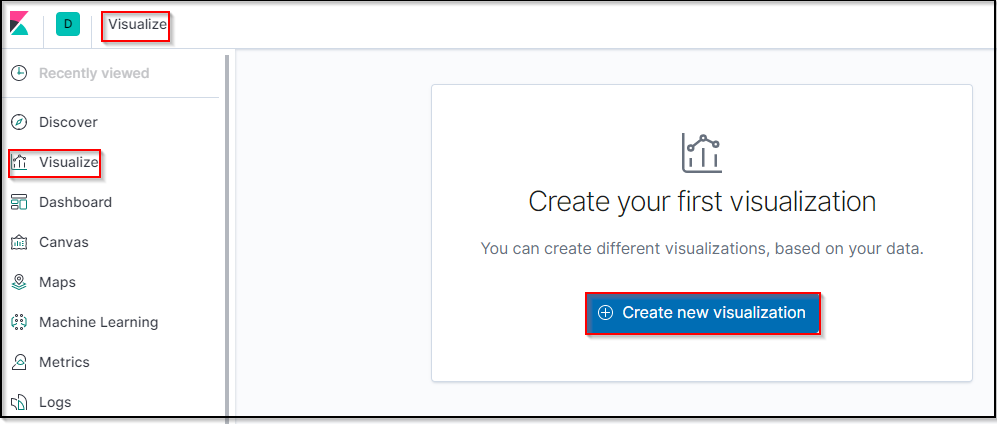 D Visualize
Recently viewed
Discover
Visualize
Dashboard
Canvas
Maps
Machine Learning
Metrics
Logs
Create your first visualization
You can create different visualizations, based on your data.
Create new visualization